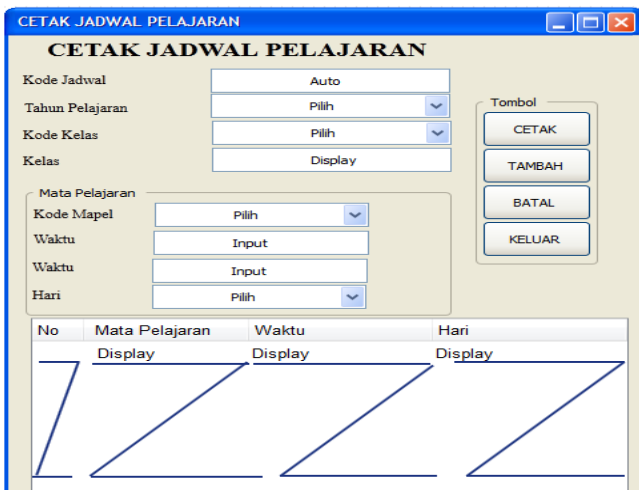 CETAK JADWAL PELAJARAN
CETAK JADWAL PELAJARAN
Kode Jadwal Auto
Tahun Pelajaran Pilih
Kode Kelas Pilih
Kelas Display
Tombol
CETAK
TAMBAH
BATAL
KELUAR
Mata Pelajaran
Kode Mapel Pilih
Waktu Input
Waktu Input
Hari Pilih
No Mata Pelajaran Waktu Hari
Display Display Display